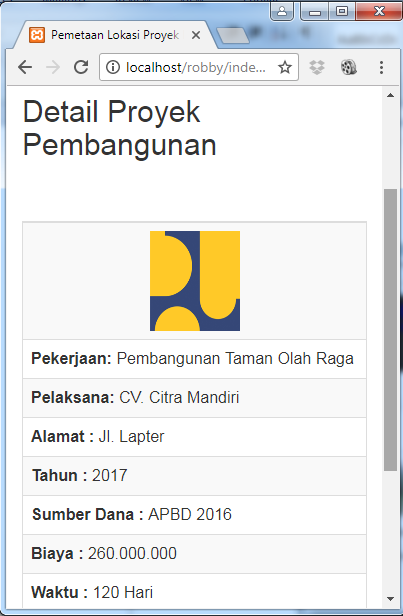 Pemetaan Lokasi Proyek
localhost/robby/inde...
Detail Proyek
Pembangunan
Pekerjaan: Pembangunan Taman Olah Raga
Pelaksana: CV. Citra Mandiri
Alamat : Jl. Lapter
Tahun : 2017
Sumber Dana : APBD 2016
Biaya : 260.000.000
Waktu : 120 Hari